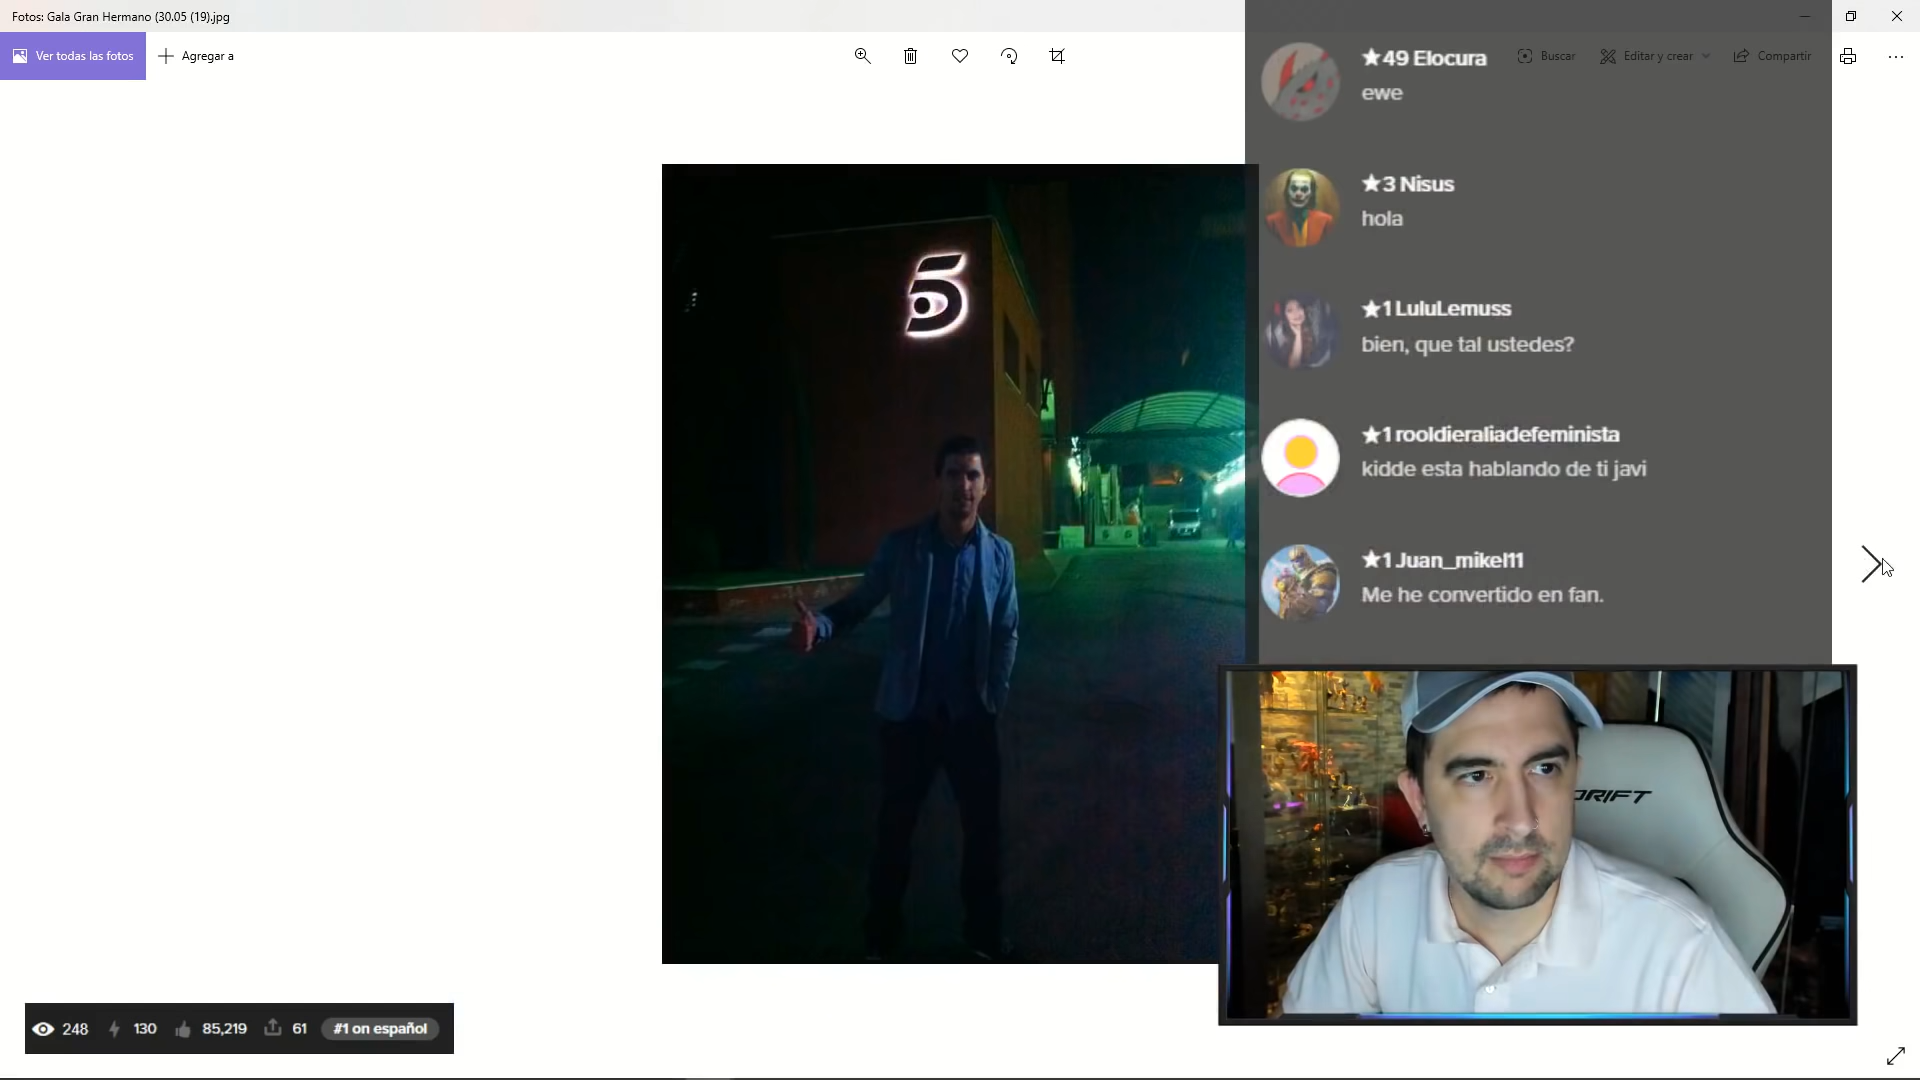 Fotos: Gala Gran Hermano (30.05 (19).jpg
Ver todas las fotos
Agregar a
Buscar
Editar y crear
Compartir
★49 Elocura
ewe
★3 Nisus
hola
★1 LuluLemuss
bien, que tal ustedes?
★1 rooldieraliadefeminista
kidde esta hablando de ti javi
★1 Juan_mikel11
Me he convertido en fan.
5
DRIFT
248 130 85,219 61 #1 on español